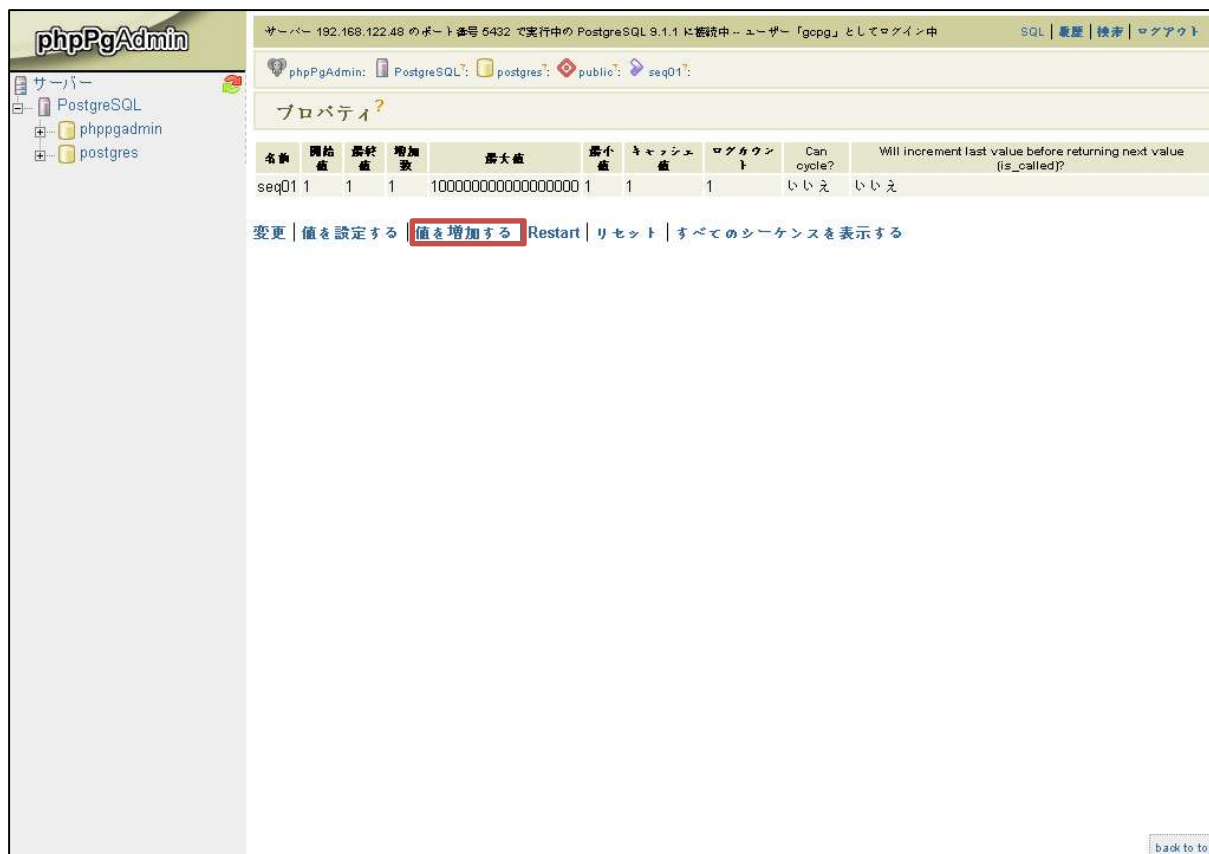 phpPgAdmin
サーバー 192.168.122.48 のポート番号 5432 で実行中の PostgreSQL 9.1.1 に接続中 -- ユーザー 「gcpg」 としてログイン中
SQL | 履歴 | 検索 | ログアウト
phpPgAdmin: PostgreSQL?: postgres?: public?: seq01?:
サーバー
PostgreSQL
phppgadmin
postgres
プロパティ?
名前 開始値 最終値 増加数 最大値 最小値 キャッシュ値 ログカウント Can cycle? Will increment last value before returning next value (is_called)?
seq01 1 1 1 100000000000000000 1 1 1 いいえ いいえ
変更 | 値を設定する | 値を増加する Restart | リセット | すべてのシーケンスを表示する
back to to